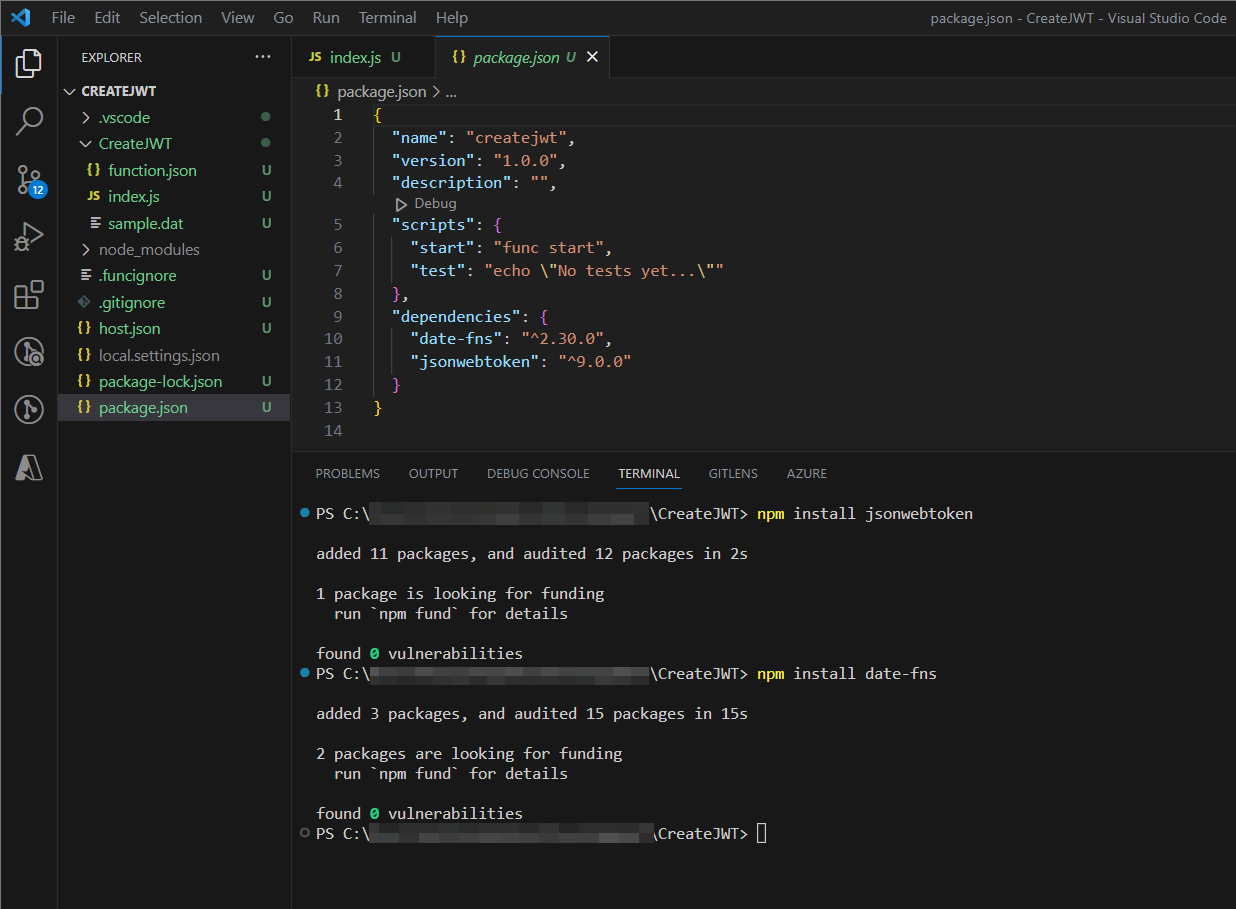 File Edit Selection View Go Run Terminal Help package.json - CreateJWT - Visual Studio Code
EXPLORER ...
CREATEJWT
.vscode
CreateJWT
{} function.json U
JS index.js U
sample.dat U
node_modules
.funcignore U
.gitignore U
{} host.json U
{} local.settings.json
{} package-lock.json U
{} package.json U
12
JS index.js U {} package.json U
{} package.json > ...
1 {
2 "name": "createjwt",
3 "version": "1.0.0",
4 "description": "",
Debug
5 "scripts": {
6 "start": "func start",
7 "test": "echo \"No tests yet...\""
8 },
9 "dependencies": {
10 "date-fns": "^2.30.0",
11 "jsonwebtoken": "^9.0.0"
12 }
13 }
14
PROBLEMS OUTPUT DEBUG CONSOLE TERMINAL GITLENS AZURE
PS C:\ \CreateJWT> npm install jsonwebtoken
added 11 packages, and audited 12 packages in 2s
1 package is looking for funding
run `npm fund` for details
found 0 vulnerabilities
PS C:\ \CreateJWT> npm install date-fns
added 3 packages, and audited 15 packages in 15s
2 packages are looking for funding
run `npm fund` for details
found 0 vulnerabilities
PS C:\ \CreateJWT>